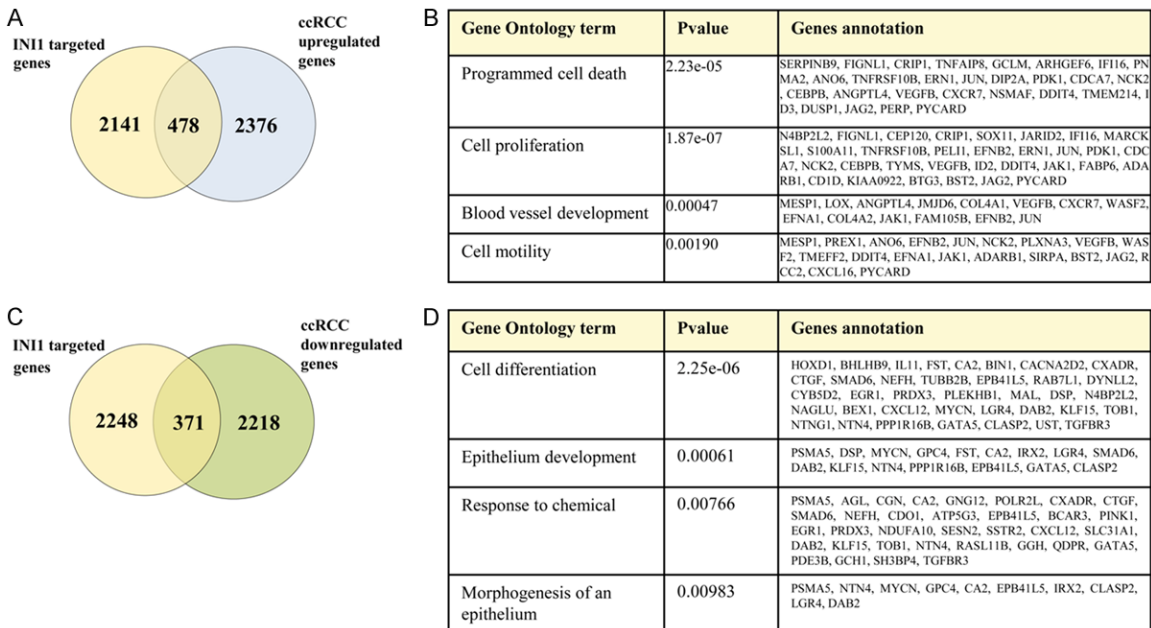 A
INI1 targeted
genes
ccRCC
upregulated
genes
2141
478
2376
B
Gene Ontology term
Pvalue
Genes annotation
Programmed cell death
2.23e-05
SERPINB9, FIGNL1, CRIP1, TNFAIP8, GCLM, ARHGEF6, IFI16, PN
MA2, ANO6, TNFRSF10B, ERN1, JUN, DIP2A, PDK1, CDCA7, NCK2
, CEBPB, ANGPTL4, VEGFB, CXCR7, NSMAF, DDIT4, TMEM214, I
D3, DUSP1, JAG2, PERP, PYCARD
Cell proliferation
1.87e-07
N4BP2L2, FIGNL1, CEP120, CRIP1, SOX11, JARID2, IFI16, MARCK
SL1, S100A11, TNFRSF10B, PELI1, EFNB2, ERN1, JUN, PDK1, CDC
A7, NCK2, CEBPB, TYMS, VEGFB, ID2, DDIT4, JAK1, FABP6, ADA
RB1, CD1D, KIAA0922, BTG3, BST2, JAG2, PYCARD
Blood vessel development
0.00047
MESP1, LOX, ANGPTL4, JMJD6, COL4A1, VEGFB, CXCR7, WASF2,
EFNA1, COL4A2, JAK1, FAM105B, EFNB2, JUN
Cell motility
0.00190
MESP1, PREX1, ANO6, EFNB2, JUN, NCK2, PLXNA3, VEGFB, WAS
F2, TMEFF2, DDIT4, EFNA1, JAK1, ADARB1, SIRPA, BST2, JAG2, R
CC2, CXCL16, PYCARD
C
INI1 targeted
genes
ccRCC
downregulated
genes
2248
371
2218
D
Gene Ontology term
Pvalue
Genes annotation
Cell differentiation
2.25e-06
HOXD1, BHLHB9, IL11, FST, CA2, BIN1, CACNA2D2, CXADR,
CTGF, SMAD6, NEFH, TUBB2B, EPB41L5, RAB7L1, DYNLL2,
CYB5D2, EGR1, PRDX3, PLEKHB1, MAL, DSP, N4BP2L2,
NAGLU, BEX1, CXCL12, MYCN, LGR4, DAB2, KLF15, TOB1,
NTNG1, NTN4, PPP1R16B, GATA5, CLASP2, UST, TGFBR3
Epithelium development
0.00061
PSMA5, DSP, MYCN, GPC4, FST, CA2, IRX2, LGR4, SMAD6,
DAB2, KLF15, NTN4, PPP1R16B, EPB41L5, GATA5, CLASP2
Response to chemical
0.00766
PSMA5, AGL, CGN, CA2, GNG12, POLR2L, CXADR, CTGF,
SMAD6, NEFH, CDO1, ATP5G3, EPB41L5, BCAR3, PINK1,
EGR1, PRDX3, NDUFA10, SESN2, SSTR2, CXCL12, SLC31A1,
DAB2, KLF15, TOB1, NTN4, RASL11B, GGH, QDPR, GATA5,
PDE3B, GCH1, SH3BP4, TGFBR3
Morphogenesis of an
epithelium
0.00983
PSMA5, NTN4, MYCN, GPC4, CA2, EPB41L5, IRX2, CLASP2,
LGR4, DAB2